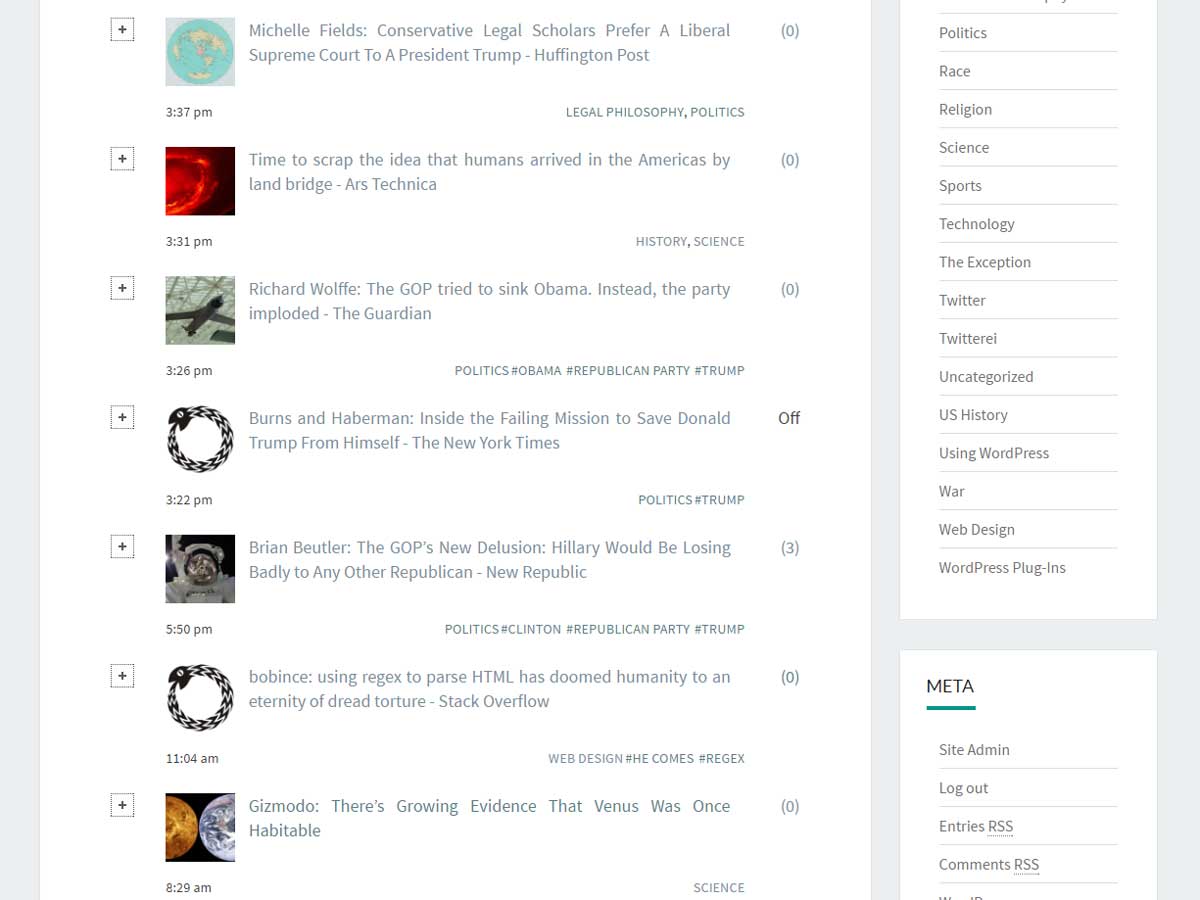 +
Michelle Fields: Conservative Legal Scholars Prefer A Liberal
Supreme Court To A President Trump - Huffington Post
(0)
3:37 pm
LEGAL PHILOSOPHY, POLITICS
+
Time to scrap the idea that humans arrived in the Americas by
land bridge - Ars Technica
(0)
3:31 pm
HISTORY, SCIENCE
+
Richard Wolffe: The GOP tried to sink Obama. Instead, the party
imploded - The Guardian
(0)
3:26 pm
POLITICS #OBAMA #REPUBLICAN PARTY #TRUMP
+
Burns and Haberman: Inside the Failing Mission to Save Donald
Trump From Himself - The New York Times
Off
3:22 pm
POLITICS #TRUMP
+
Brian Beutler: The GOP’s New Delusion: Hillary Would Be Losing
Badly to Any Other Republican - New Republic
(3)
5:50 pm
POLITICS #CLINTON #REPUBLICAN PARTY #TRUMP
+
bobince: using regex to parse HTML has doomed humanity to an
eternity of dread torture - Stack Overflow
(0)
11:04 am
WEB DESIGN #HE COMES #REGEX
+
Gizmodo: There’s Growing Evidence That Venus Was Once
Habitable
(0)
8:29 am
SCIENCE
Politics
Race
Religion
Science
Sports
Technology
The Exception
Twitter
Twitterei
Uncategorized
US History
Using WordPress
War
Web Design
WordPress Plug-Ins
META
Site Admin
Log out
Entries RSS
Comments RSS